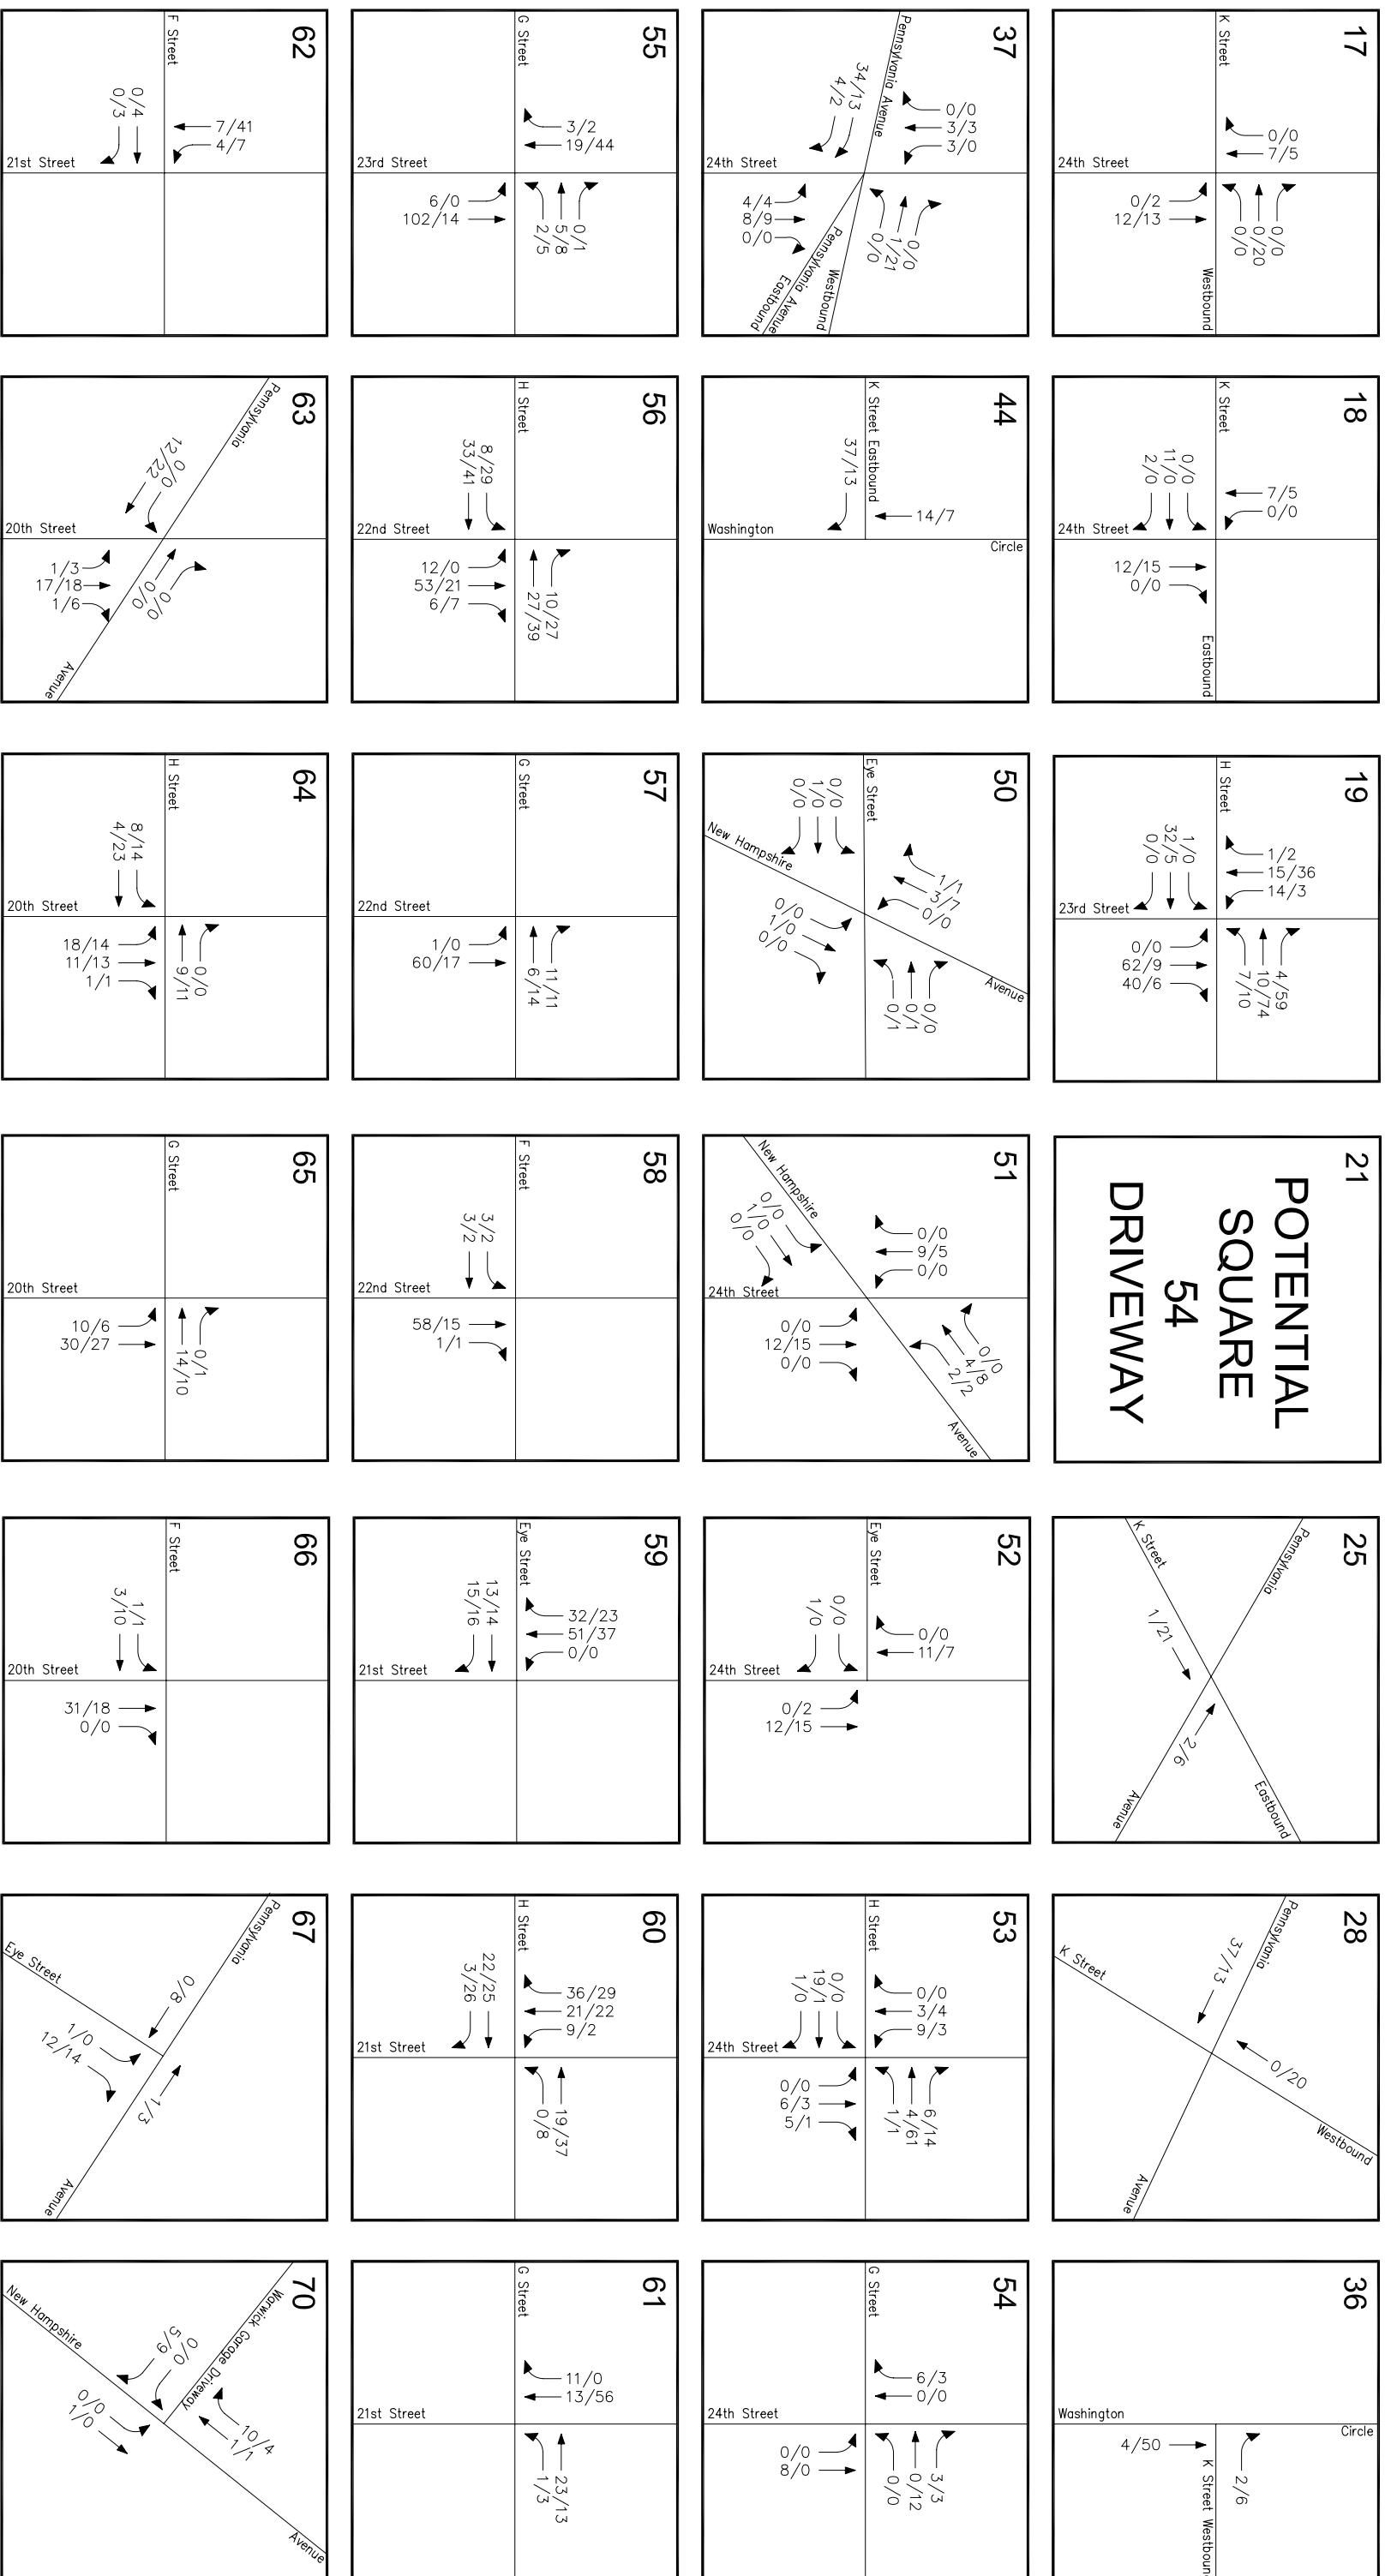 17
K Street
24th Street
Westbound
0/0
7/5
0/2
12/13
0/0
0/20
0/0
18
K Street
24th Street
Eastbound
0/0
11/0
2/0
7/5
0/0
12/15
0/0
19
H Street
23rd Street
1/0
32/5
0/0
1/2
15/36
14/3
0/0
62/9
40/6
4/59
10/74
7/10
21
POTENTIAL
SQUARE
54
DRIVEWAY
25
Pennsylvania
Avenue
K Street
Eastbound
1/21
2/6
28
Pennsylvania
Avenue
K Street
Westbound
37/13
0/20
36
Washington
Circle
K Street Westboun
4/50
2/6
37
Pennsylvania Avenue
24th Street
Westbound
Pennsylvania Avenue
Eastbound
34/13
4/2
0/0
3/3
3/0
4/4
8/9
0/0
0/0
1/21
0/0
44
K Street Eastbound
Washington
Circle
37/13
14/7
50
Eye Street
New Hampshire
Avenue
0/0
1/0
0/0
1/1
3/7
0/0
0/0
1/0
0/0
0/0
0/1
0/1
51
New Hampshire
Avenue
24th Street
0/0
1/0
0/0
0/0
9/5
0/0
0/0
12/15
0/0
0/0
4/8
2/2
52
Eye Street
24th Street
0/0
1/0
0/0
11/7
0/2
12/15
53
H Street
24th Street
0/0
19/1
1/0
0/0
3/4
9/3
0/0
6/3
5/1
6/14
4/61
1/1
54
G Street
24th Street
6/3
0/0
0/0
8/0
3/3
0/12
0/0
55
G Street
23rd Street
3/2
19/44
6/0
102/14
0/1
5/8
2/5
56
H Street
22nd Street
8/29
33/41
12/0
53/21
6/7
10/27
27/39
57
G Street
22nd Street
1/0
60/17
11/11
6/14
58
F Street
22nd Street
3/2
3/2
58/15
1/1
59
Eye Street
21st Street
13/14
15/16
32/23
51/37
0/0
60
H Street
21st Street
22/25
3/26
36/29
21/22
9/2
19/37
0/8
61
G Street
21st Street
11/0
13/56
23/13
1/3
62
F Street
21st Street
0/4
0/3
7/41
4/7
63
Pennsylvania
Avenue
20th Street
0/0
12/22
1/3
17/18
1/6
0/0
0/0
64
H Street
20th Street
8/14
4/23
18/14
11/13
1/1
0/0
9/11
65
G Street
20th Street
10/6
30/27
0/1
14/10
66
F Street
20th Street
1/1
3/10
31/18
0/0
67
Pennsylvania
Avenue
Eye Street
0/8
1/0
12/14
1/3
70
Warwick Garage Driveway
New Hampshire
Avenue
0/0
5/9
10/4
1/1
0/0
1/0